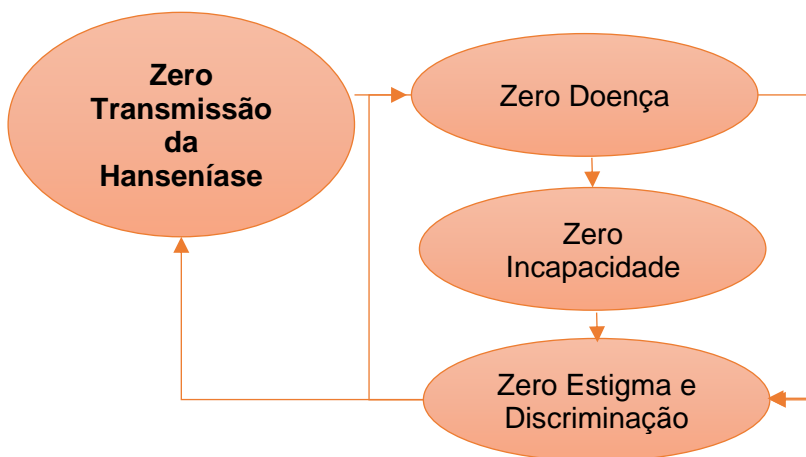 Zero
Transmissão
da
Hanseníase
Zero Doença
Zero
Incapacidade
Zero Estigma e
Discriminação